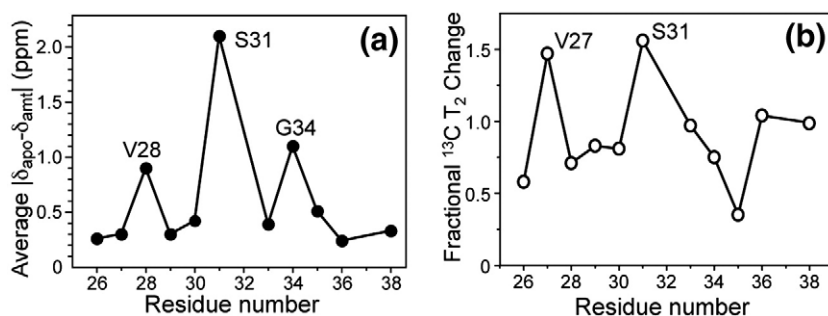 (a)
S31
V28
G34
Average |δapo-δamt| (ppm)
2.0
1.5
1.0
0.5
0
26 28 30 32 34 36 38
Residue number
(b)
V27
S31
Fractional ¹³C T₂ Change
1.5
1.0
0.5
0
26 28 30 32 34 36 38
Residue number